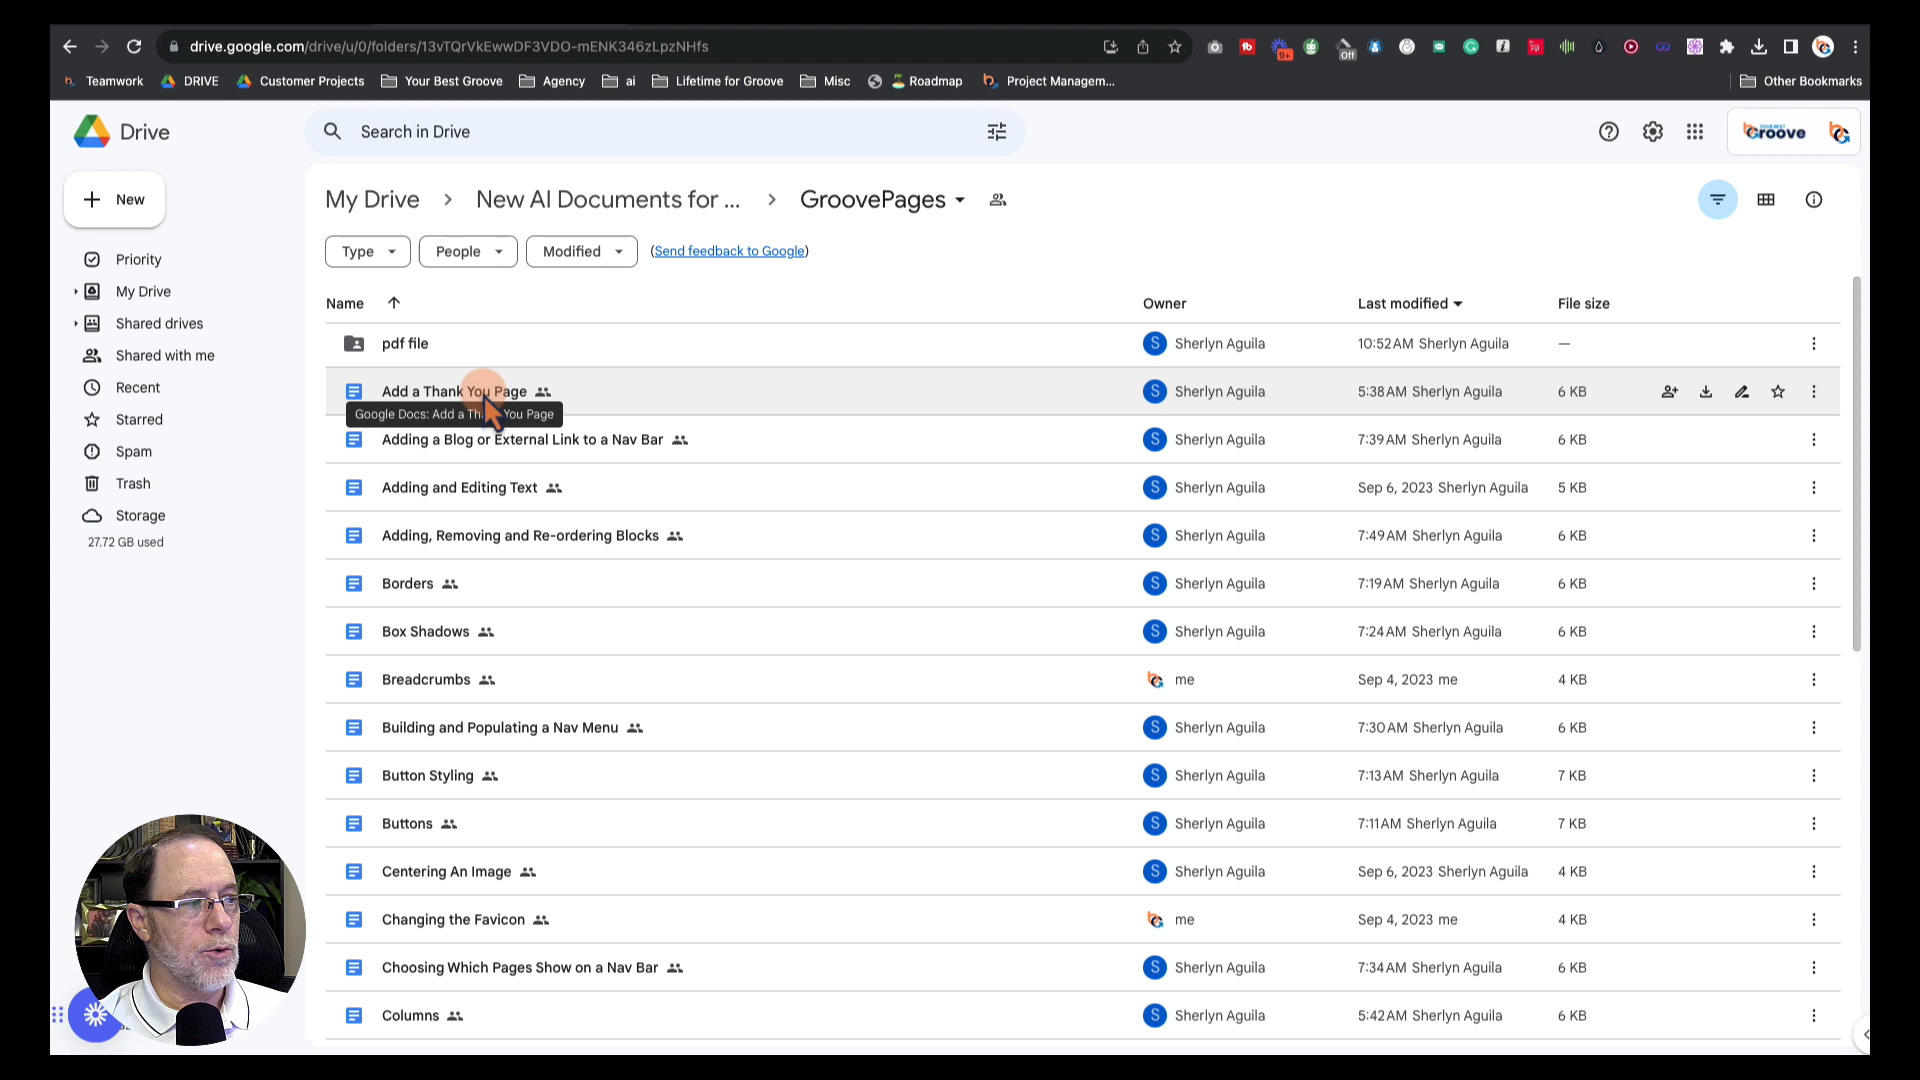 drive.google.com/drive/u/0/folders/13vTQrVkEwwDF3VDO-mENK346zLpzNHfs
9+
Off
Teamwork DRIVE Customer Projects Your Best Groove Agency ai Lifetime for Groove Misc Roadmap Project Managem... Other Bookmarks
Drive
Search in Drive
YOUR BEST
Groove
New
My Drive > New AI Documents for ... > GroovePages
Type People Modified (Send feedback to Google)
Priority
My Drive
Shared drives
Shared with me
Recent
Starred
Spam
Trash
Storage
27.72 GB used
Name Owner Last modified File size
pdf file S Sherlyn Aguila 10:52 AM Sherlyn Aguila —
Add a Thank You Page S Sherlyn Aguila 5:38 AM Sherlyn Aguila 6 KB
Google Docs: Add a Th You Page
Adding a Blog or External Link to a Nav Bar S Sherlyn Aguila 7:39 AM Sherlyn Aguila 6 KB
Adding and Editing Text S Sherlyn Aguila Sep 6, 2023 Sherlyn Aguila 5 KB
Adding, Removing and Re-ordering Blocks S Sherlyn Aguila 7:49 AM Sherlyn Aguila 6 KB
Borders S Sherlyn Aguila 7:19 AM Sherlyn Aguila 6 KB
Box Shadows S Sherlyn Aguila 7:24 AM Sherlyn Aguila 6 KB
Breadcrumbs me Sep 4, 2023 me 4 KB
Building and Populating a Nav Menu S Sherlyn Aguila 7:30 AM Sherlyn Aguila 6 KB
Button Styling S Sherlyn Aguila 7:13 AM Sherlyn Aguila 7 KB
Buttons S Sherlyn Aguila 7:11 AM Sherlyn Aguila 7 KB
Centering An Image S Sherlyn Aguila Sep 6, 2023 Sherlyn Aguila 4 KB
Changing the Favicon me Sep 4, 2023 me 4 KB
Choosing Which Pages Show on a Nav Bar S Sherlyn Aguila 7:34 AM Sherlyn Aguila 6 KB
Columns S Sherlyn Aguila 5:42 AM Sherlyn Aguila 6 KB